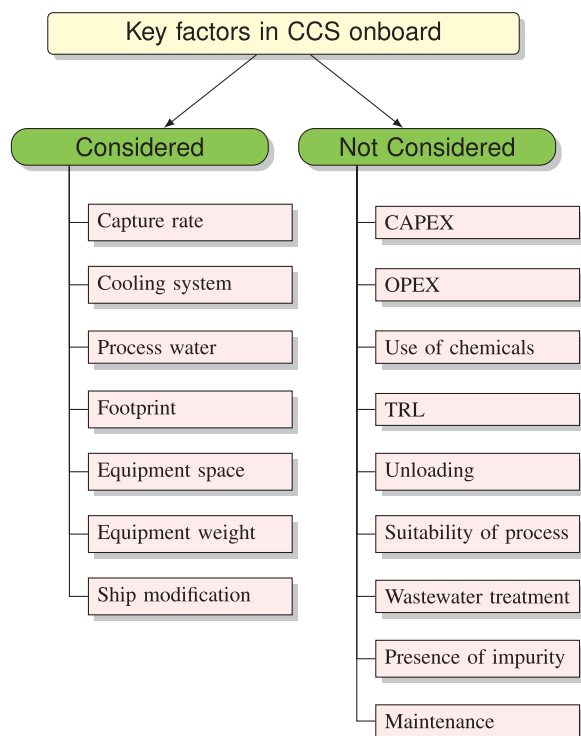 Key factors in CCS onboard
Considered
Capture rate
Cooling system
Process water
Footprint
Equipment space
Equipment weight
Ship modification
Not Considered
CAPEX
OPEX
Use of chemicals
TRL
Unloading
Suitability of process
Wastewater treatment
Presence of impurity
Maintenance